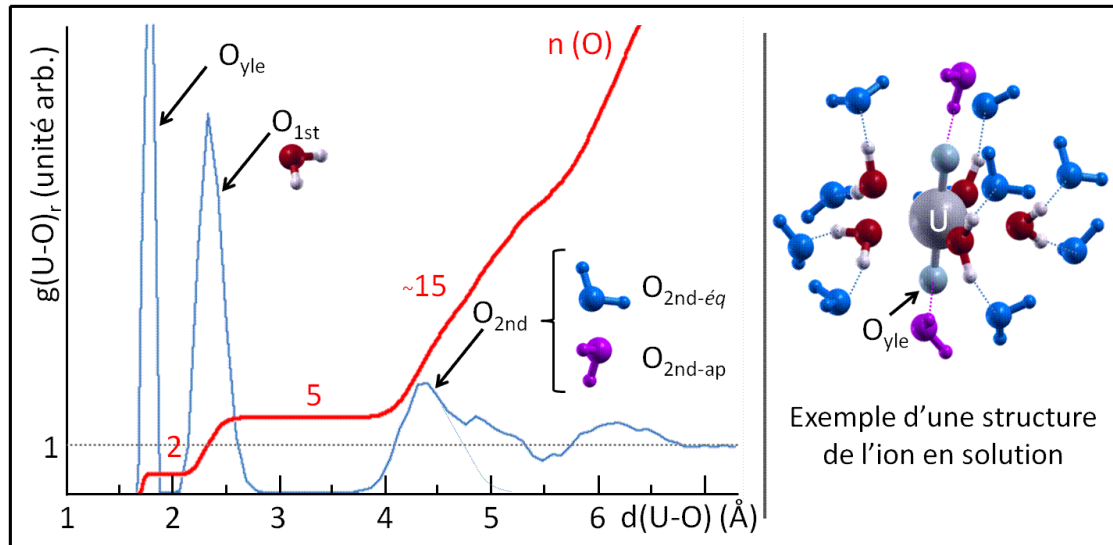 g(U-O)r (unité arb.)
1
Oyle
O1st
n (O)
2
5
~15
O2nd
O2nd-éq
O2nd-ap
1 2 3 4 5 6 d(U-O) (Å)
U
Oyle
Exemple d’une structure
de l’ion en solution